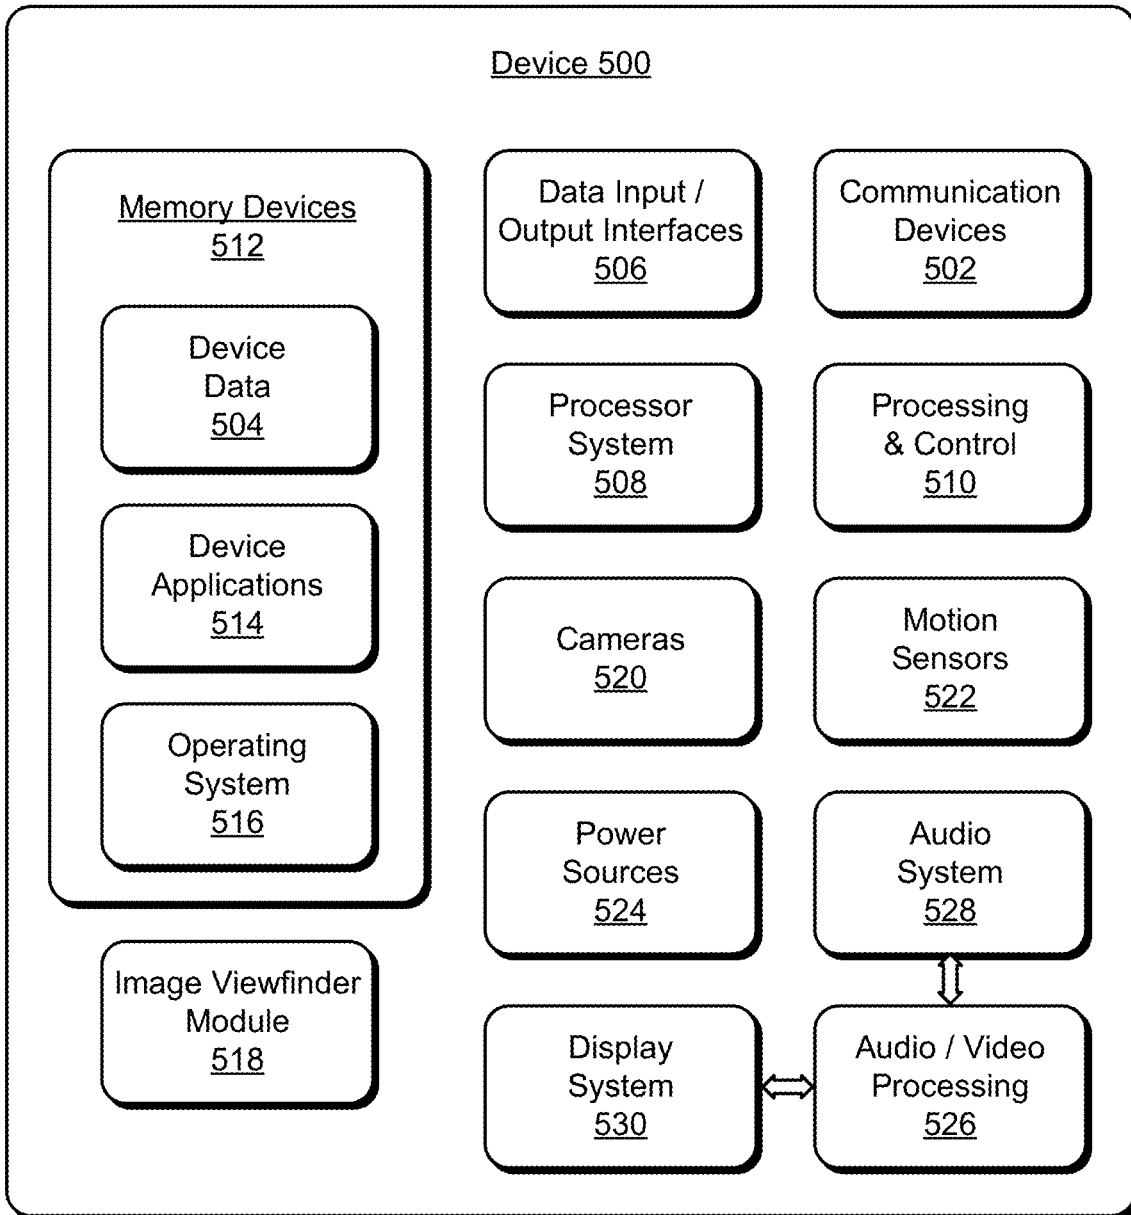 Device 500
Memory Devices
512
Device
Data
504
Device
Applications
514
Operating
System
516
Image Viewfinder
Module
518
Data Input /
Output Interfaces
506
Communication
Devices
502
Processor
System
508
Processing
& Control
510
Cameras
520
Motion
Sensors
522
Power
Sources
524
Audio
System
528
Display
System
530
Audio / Video
Processing
526